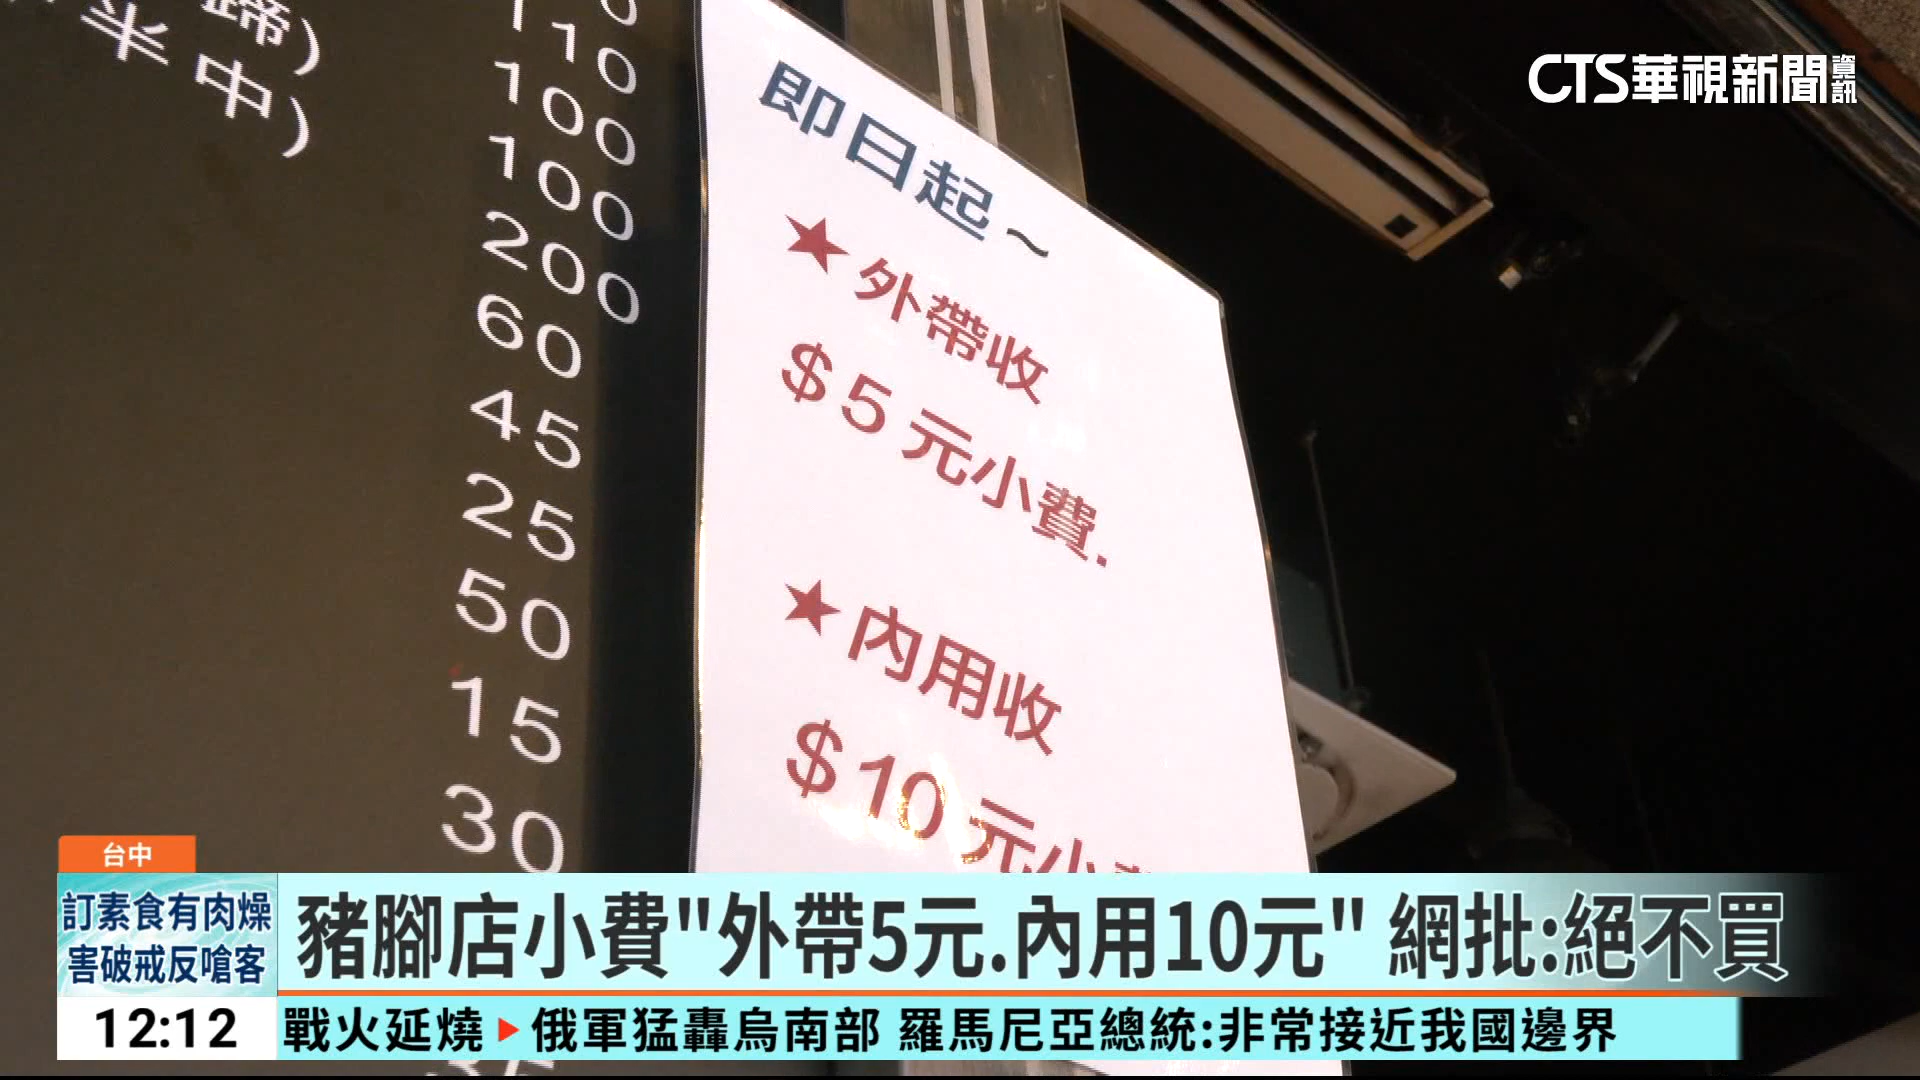 蹄)
半中)
110
100
100
200
60
45
25
50
15
30
即日起~
★外帶收
$5元小費.
★內用收
$10元小費
CTS華視新聞資訊
台中
訂素食有肉燥
害破戒反嗆客
豬腳店小費"外帶5元.內用10元" 網批:絕不買
12:12
戰火延燒▶俄軍猛轟烏南部 羅馬尼亞總統:非常接近我國邊界